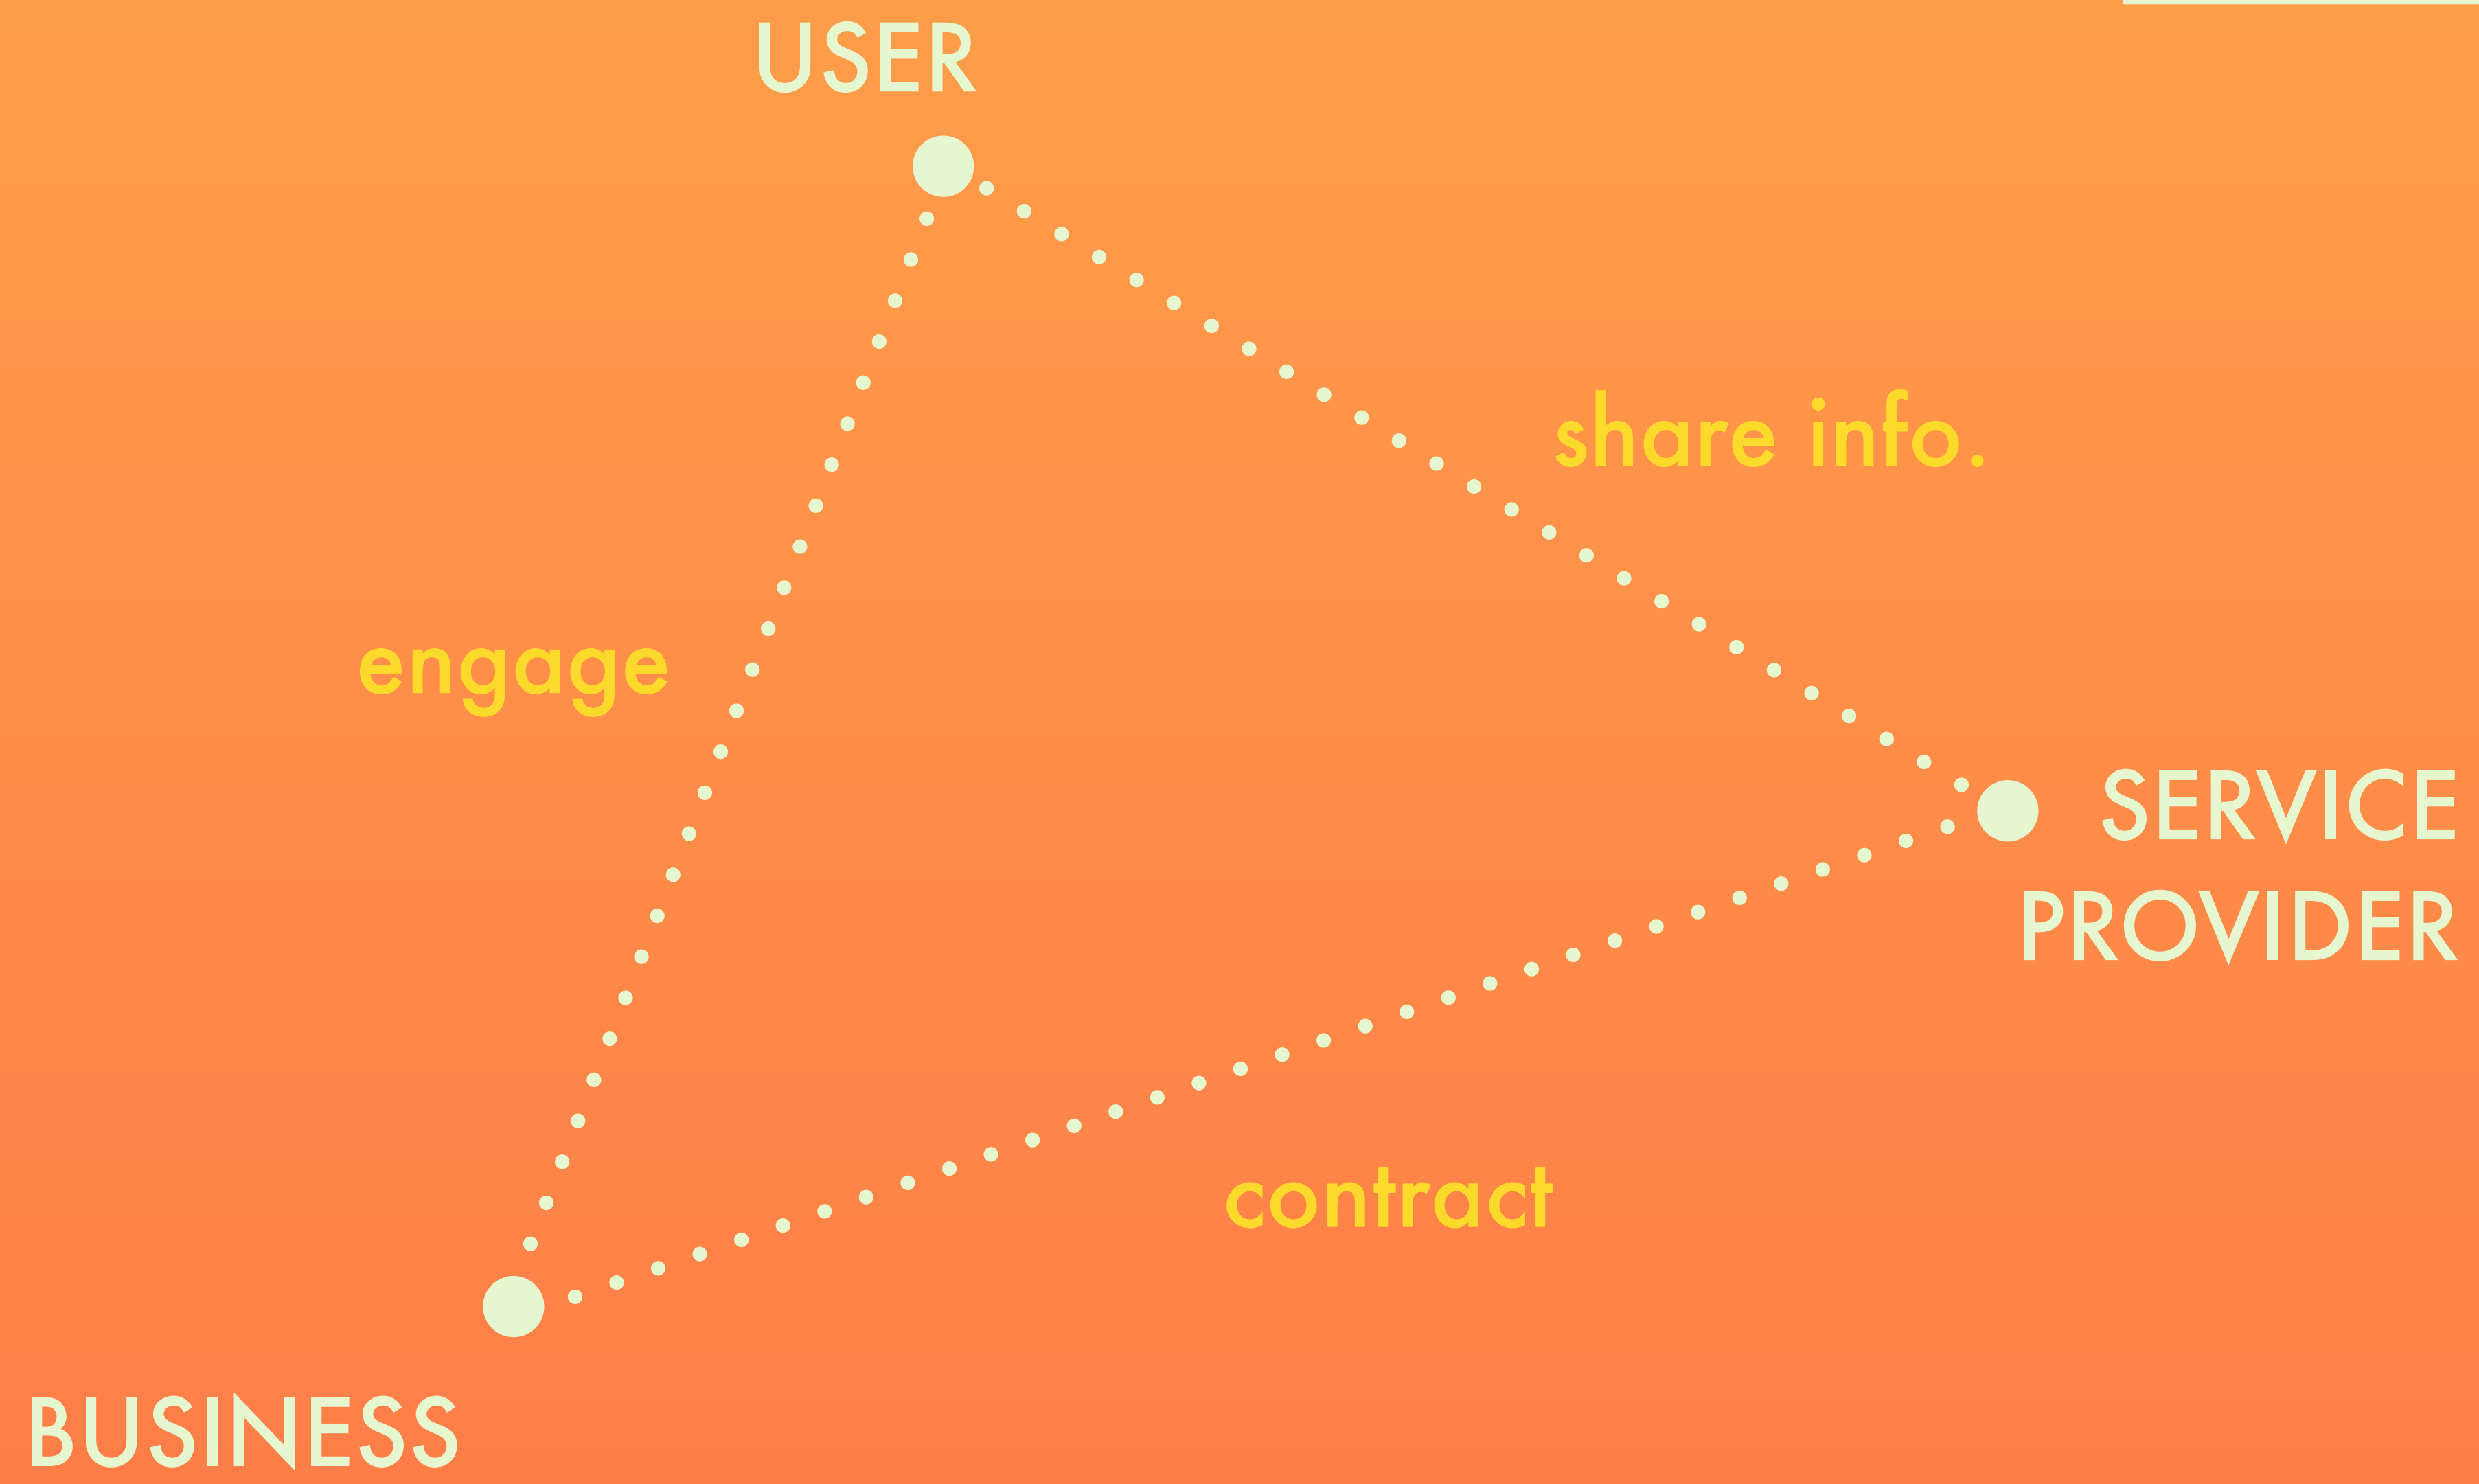 USER
share info.
engage
SERVICE
PROVIDER
contract
BUSINESS